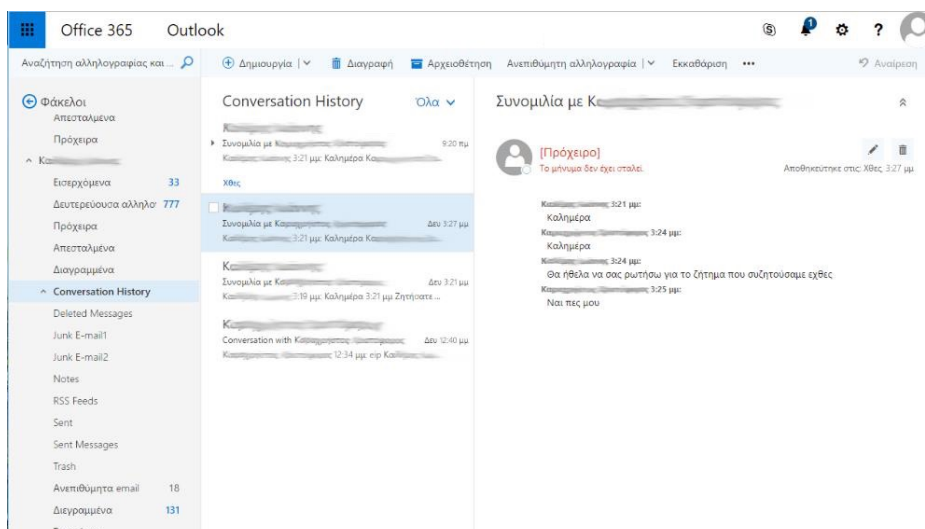 Office 365 Outlook
1
?
Αναζήτηση αλληλογραφίας και ...
Δημιουργία
Διαγραφή
Αρχειοθέτηση
Ανεπιθύμητη αλληλογραφία
Εκκαθάριση
Αναίρεση
Φάκελοι
Απεσταλμένα
Πρόχειρα
Εισερχόμενα 33
Δευτερεύουσα αλληλο 777
Πρόχειρα
Απεσταλμένα
Διαγραμμένα
Conversation History
Deleted Messages
Junk E-mail1
Junk E-mail2
Notes
RSS Feeds
Sent
Sent Messages
Trash
Ανεπιθύμητα email 18
Διεγραμμένα 131
Conversation History Όλα
Συνομιλία με 9:20 πμ
3:21 μμ: Καλημέρα
Χθες
Συνομιλία με Δευ 3:27 μμ
3:21 μμ: Καλημέρα
Συνομιλία με Δευ 3:21 μμ
3:19 μμ: Καλημέρα 3:21 μμ Ζητήσατε ...
Conversation with Δευ 12:40 μμ
12:34 μμ:
Συνομιλία με
[Πρόχειρο]
Το μήνυμα δεν έχει σταλεί.
Αποθηκεύτηκε στις: Χθες, 3:27 μμ
3:21 μμ:
Καλημέρα
3:24 μμ:
Καλημέρα
3:24 μμ:
Θα ήθελα να σας ρωτήσω για το ζήτημα που συζητούσαμε εχθες
3:25 μμ:
Ναι πες μου